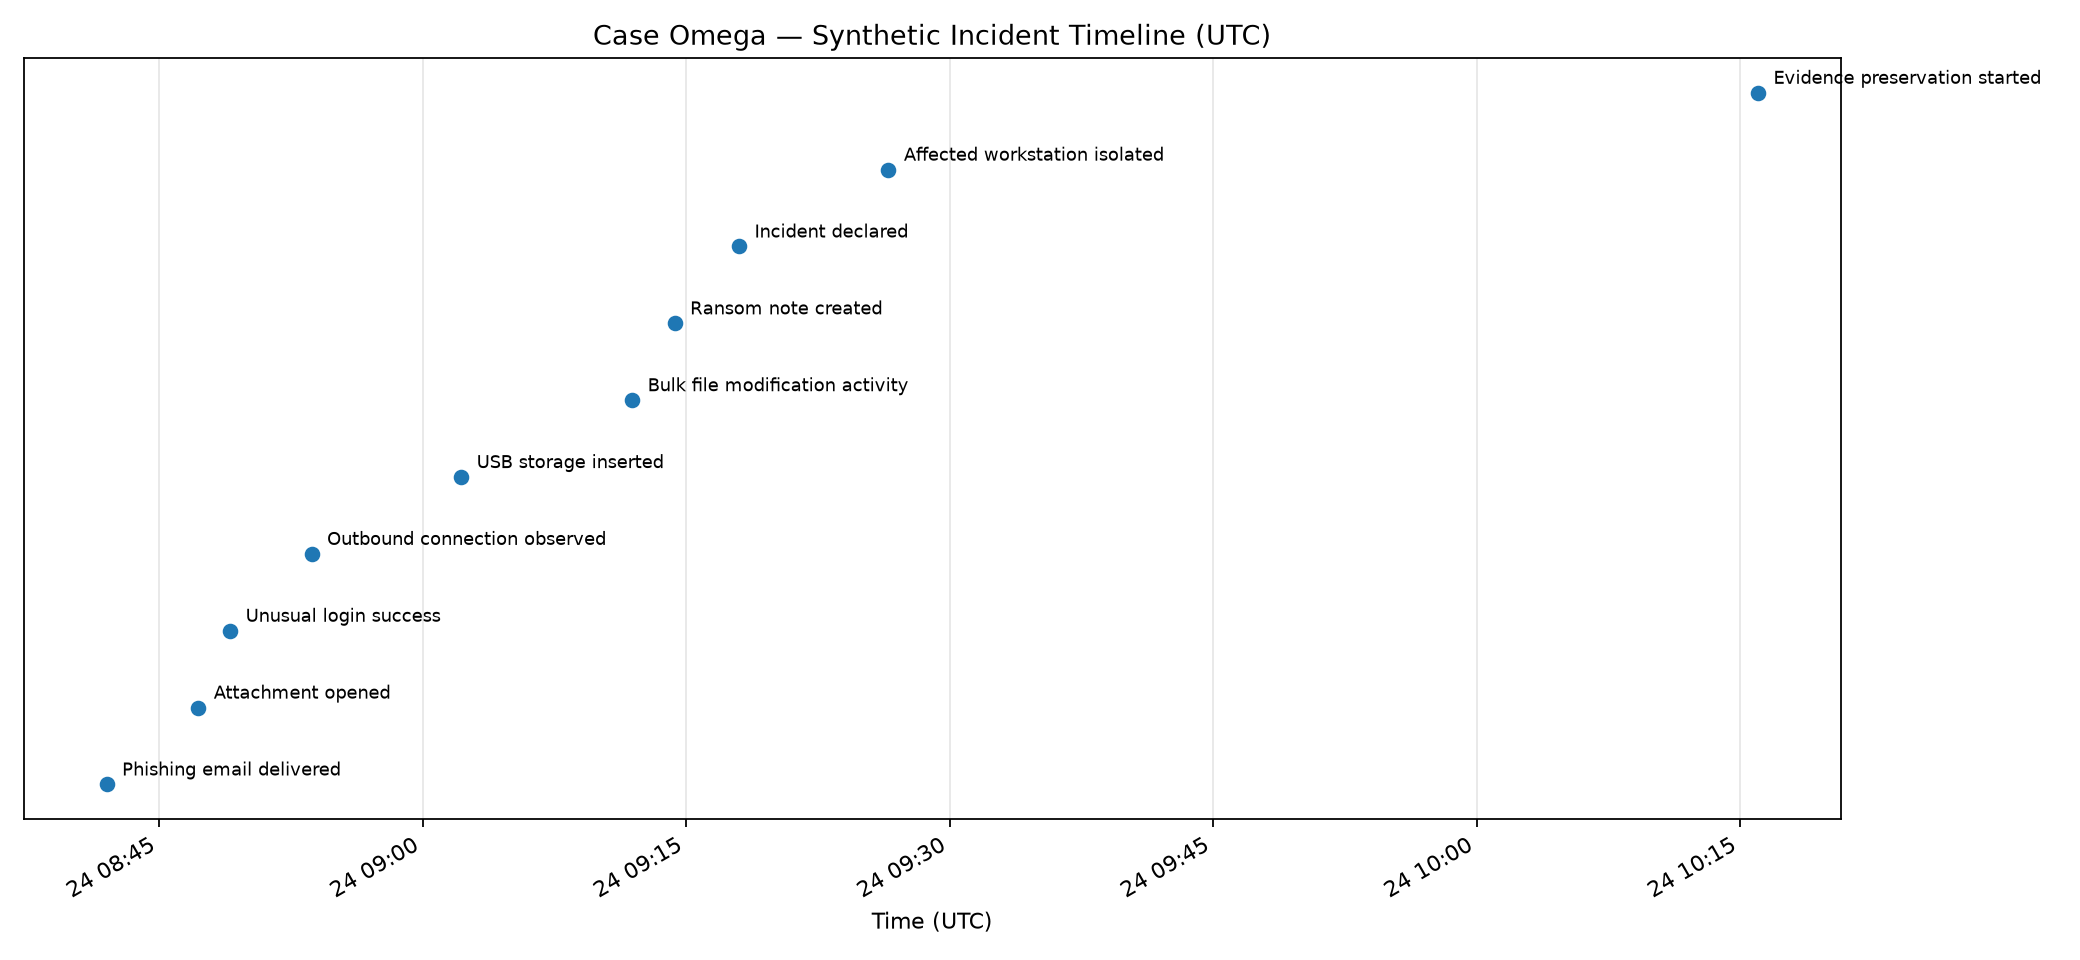 Case Omega — Synthetic Incident Timeline (UTC)
Evidence preservation started
Affected workstation isolated
Incident declared
Ransom note created
Bulk file modification activity
USB storage inserted
Outbound connection observed
Unusual login success
Attachment opened
Phishing email delivered
24 08:45
24 09:00
24 09:15
24 09:30
24 09:45
24 10:00
24 10:15
Time (UTC)